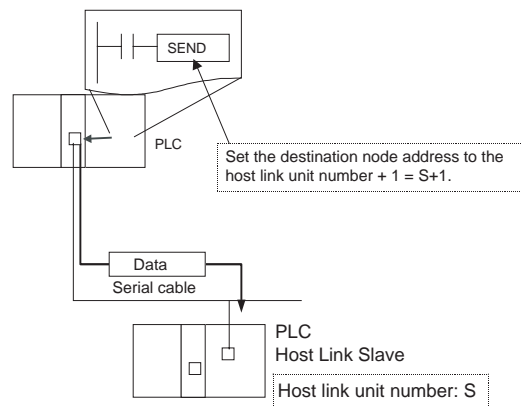 SEND
PLC
Set the destination node address to the
host link unit number + 1 = S+1.
Data
Serial cable
PLC
Host Link Slave
Host link unit number: S